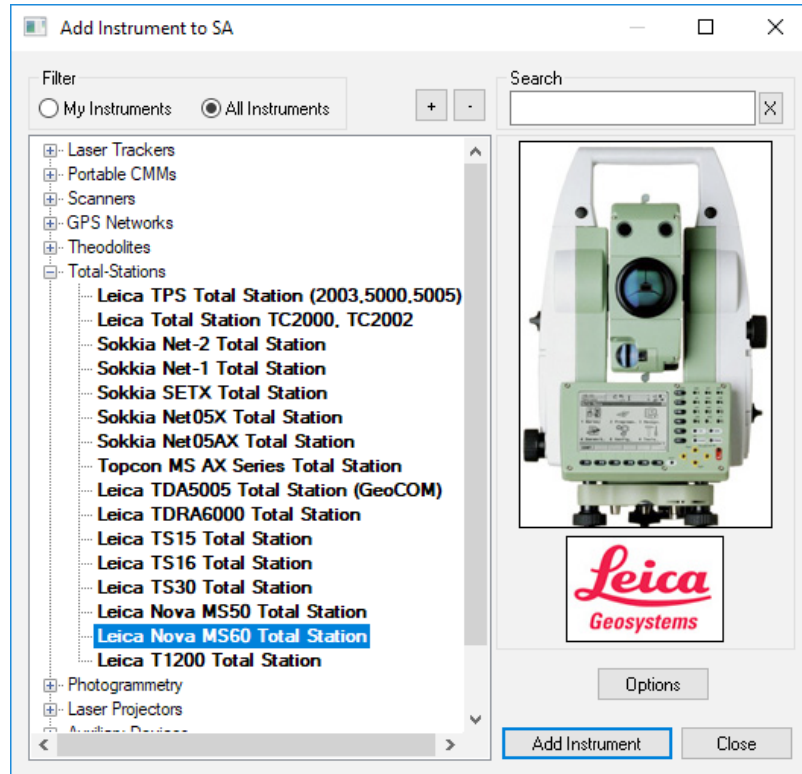 Add Instrument to SA
Filter
My Instruments All Instruments
+ -
Search
X
Laser Trackers
Portable CMMs
Scanners
GPS Networks
Theodolites
Total-Stations
Leica TPS Total Station (2003,5000,5005)
Leica Total Station TC2000, TC2002
Sokkia Net-2 Total Station
Sokkia Net-1 Total Station
Sokkia SETX Total Station
Sokkia Net05X Total Station
Sokkia Net05AX Total Station
Topcon MS AX Series Total Station
Leica TDA5005 Total Station (GeoCOM)
Leica TDRA6000 Total Station
Leica TS15 Total Station
Leica TS16 Total Station
Leica TS30 Total Station
Leica Nova MS50 Total Station
Leica Nova MS60 Total Station
Leica T1200 Total Station
Photogrammetry
Laser Projectors
Auxiliary Devices
Leica
Geosystems
Options
Add Instrument
Close